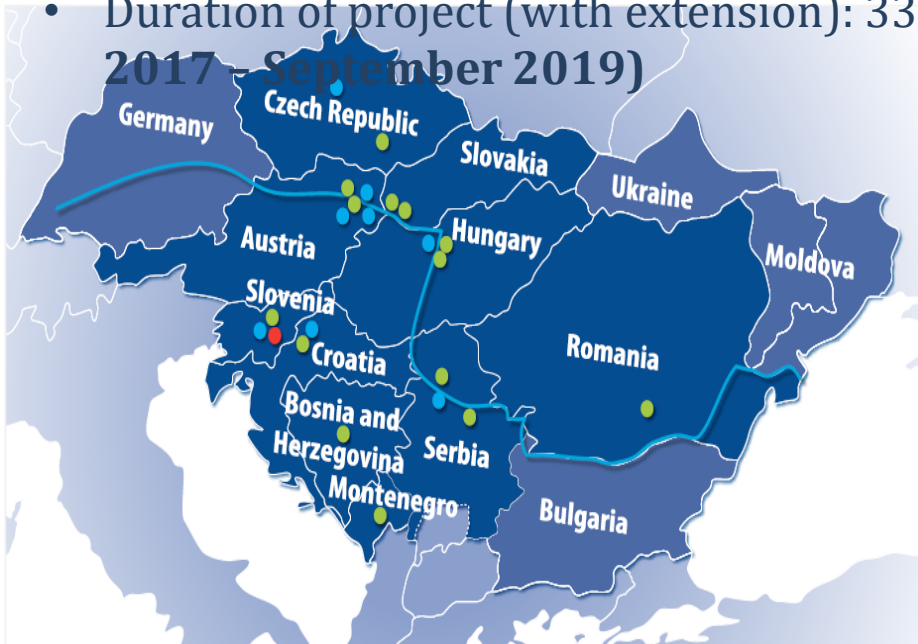 • Duration of project (with extension): 33
2017 – September 2019)
Czech Republic
Germany
Slovakia
Ukraine
Hungary
Austria
Moldova
Slovenia
Croatia
Romania
Bosnia and
Herzegovina
Serbia
Montenegro
Bulgaria